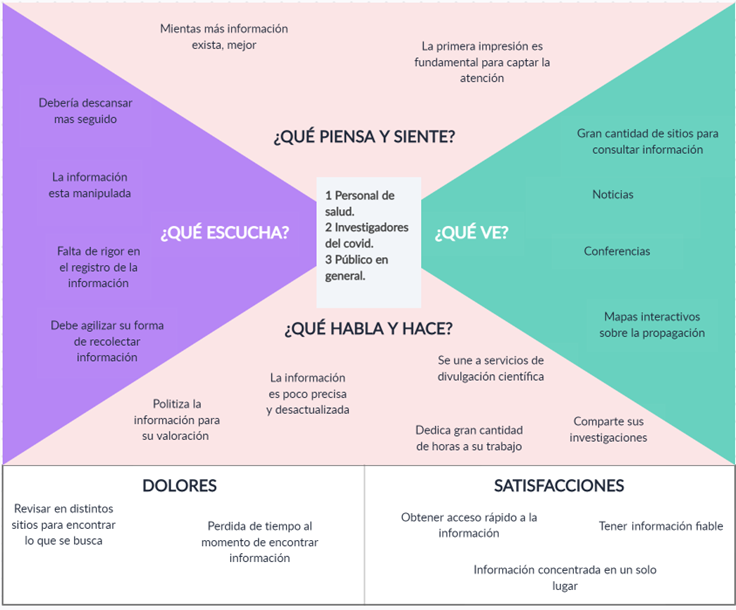 Mientas más información
exista, mejor
La primera impresión es
fundamental para captar la
atención
¿QUÉ PIENSA Y SIENTE?
Debería descansar
mas seguido
La información
esta manipulada
¿QUÉ ESCUCHA?
Falta de rigor en
el registro de la
información
Debe agilizar su forma
de recolectar
información
1 Personal de
salud.
2 Investigadores
del covid.
3 Público en
general.
Gran cantidad de sitios para
consultar información
Noticias
¿QUÉ VE?
Conferencias
Mapas interactivos
sobre la propagación
¿QUÉ HABLA Y HACE?
Politiza la
información para
su valoración
La información
es poco precisa
y desactualizada
Se une a servicios de
divulgación científica
Dedica gran cantidad
de horas a su trabajo
Comparte sus
investigaciones
DOLORES
Revisar en distintos
sitios para encontrar
lo que se busca
Perdida de tiempo al
momento de encontrar
información
SATISFACCIONES
Obtener acceso rápido a la
información
Tener información fiable
Información concentrada en un solo
lugar